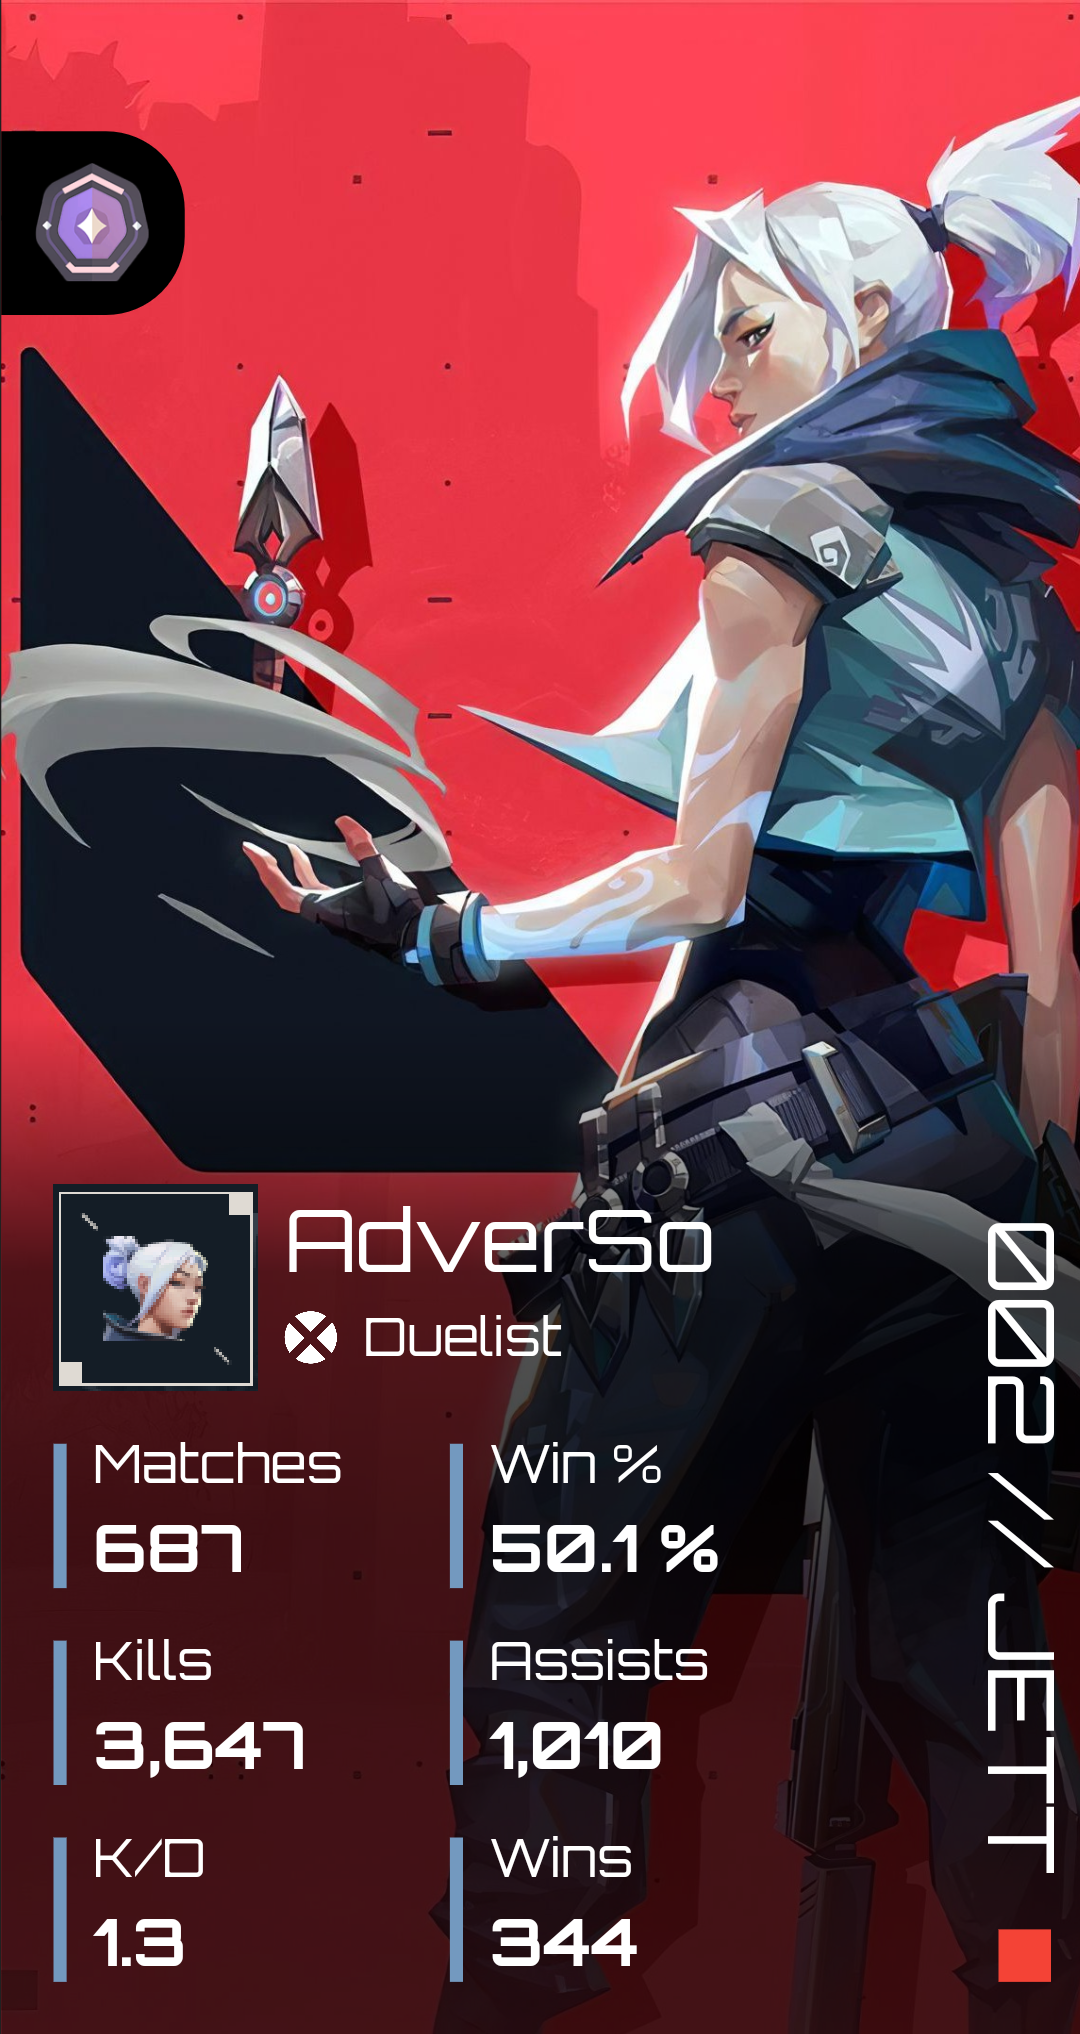 AdverSo
Duelist
Matches
687
Win %
50.1 %
Kills
3,647
Assists
1,010
K/D
1.3
Wins
344
002 // JETT